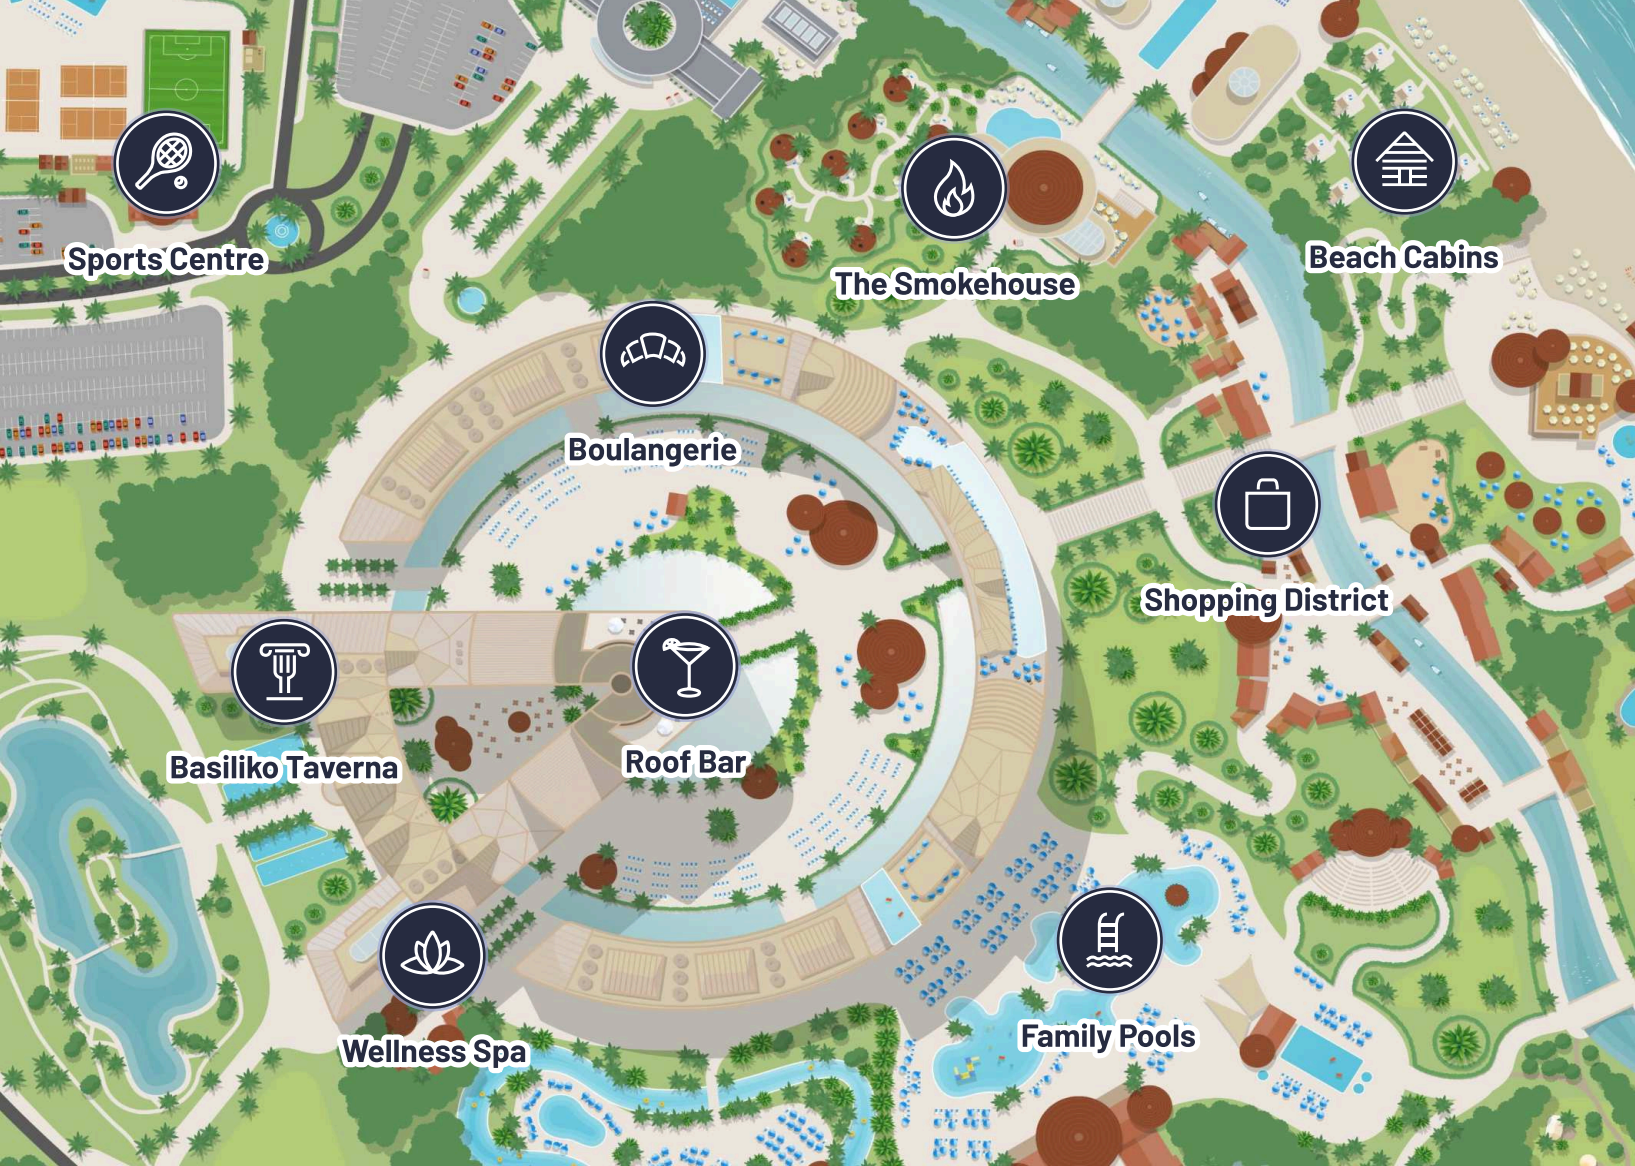 Sports Centre
Beach Cabins
The Smokehouse
Boulangerie
Shopping District
Basiliko Taverna
Roof Bar
Family Pools
Wellness Spa